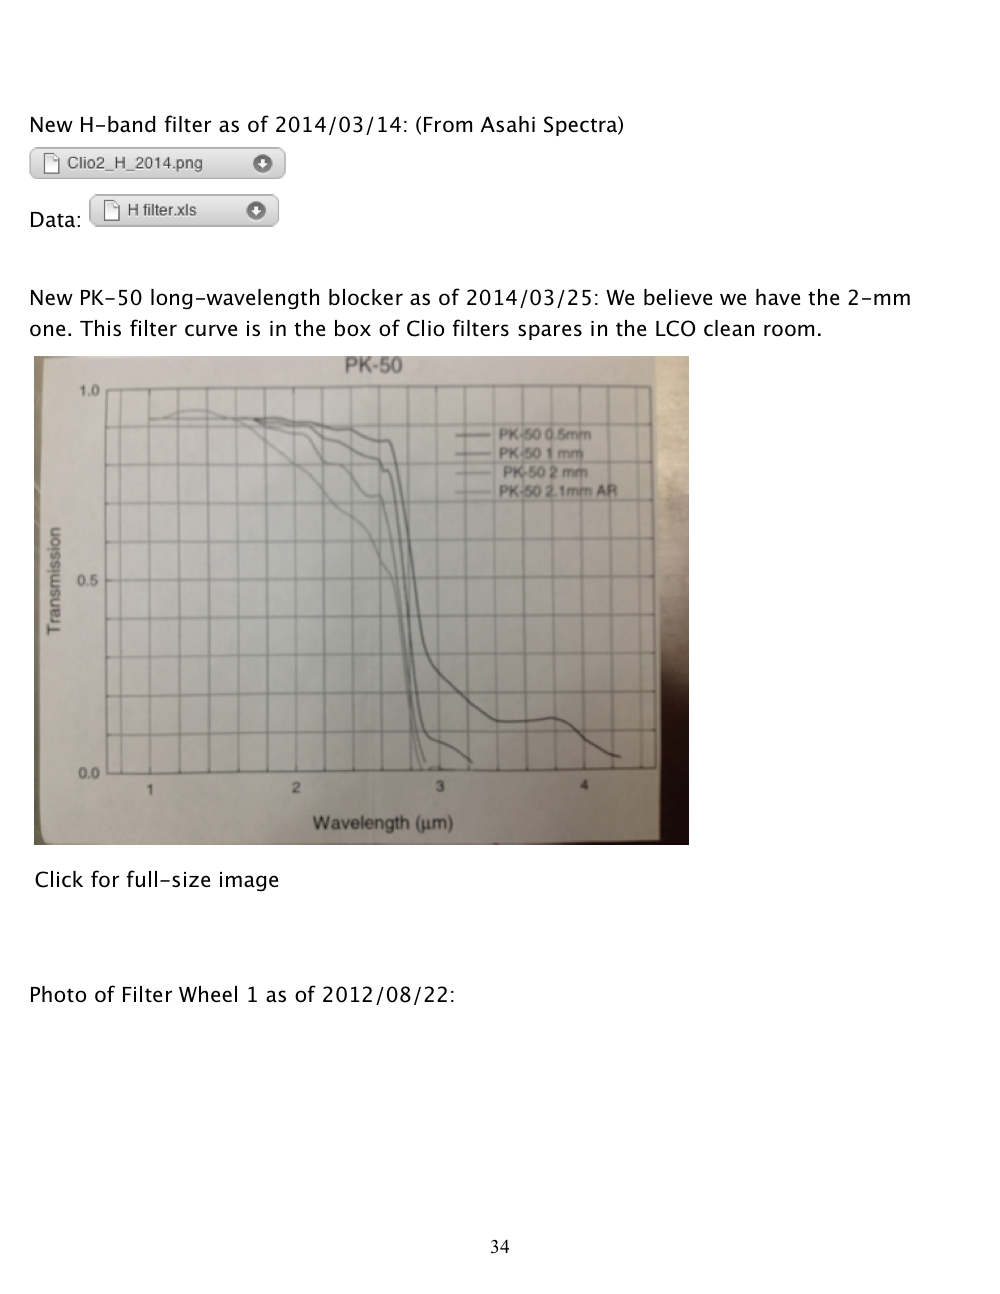 New H-band filter as of 2014/03/14: (From Asahi Spectra)
Clio2_H_2014.png
Data: H filter.xls
New PK-50 long-wavelength blocker as of 2014/03/25: We believe we have the 2-mm
one. This filter curve is in the box of Clio filters spares in the LCO clean room.
PK-50
1.0
PK-50 0.5mm
PK-50 1 mm
PK-50 2 mm
PK-50 2.1mm AR
Transmission
0.5
0.0
1 2 3 4
Wavelength (μm)
Click for full-size image
Photo of Filter Wheel 1 as of 2012/08/22:
34